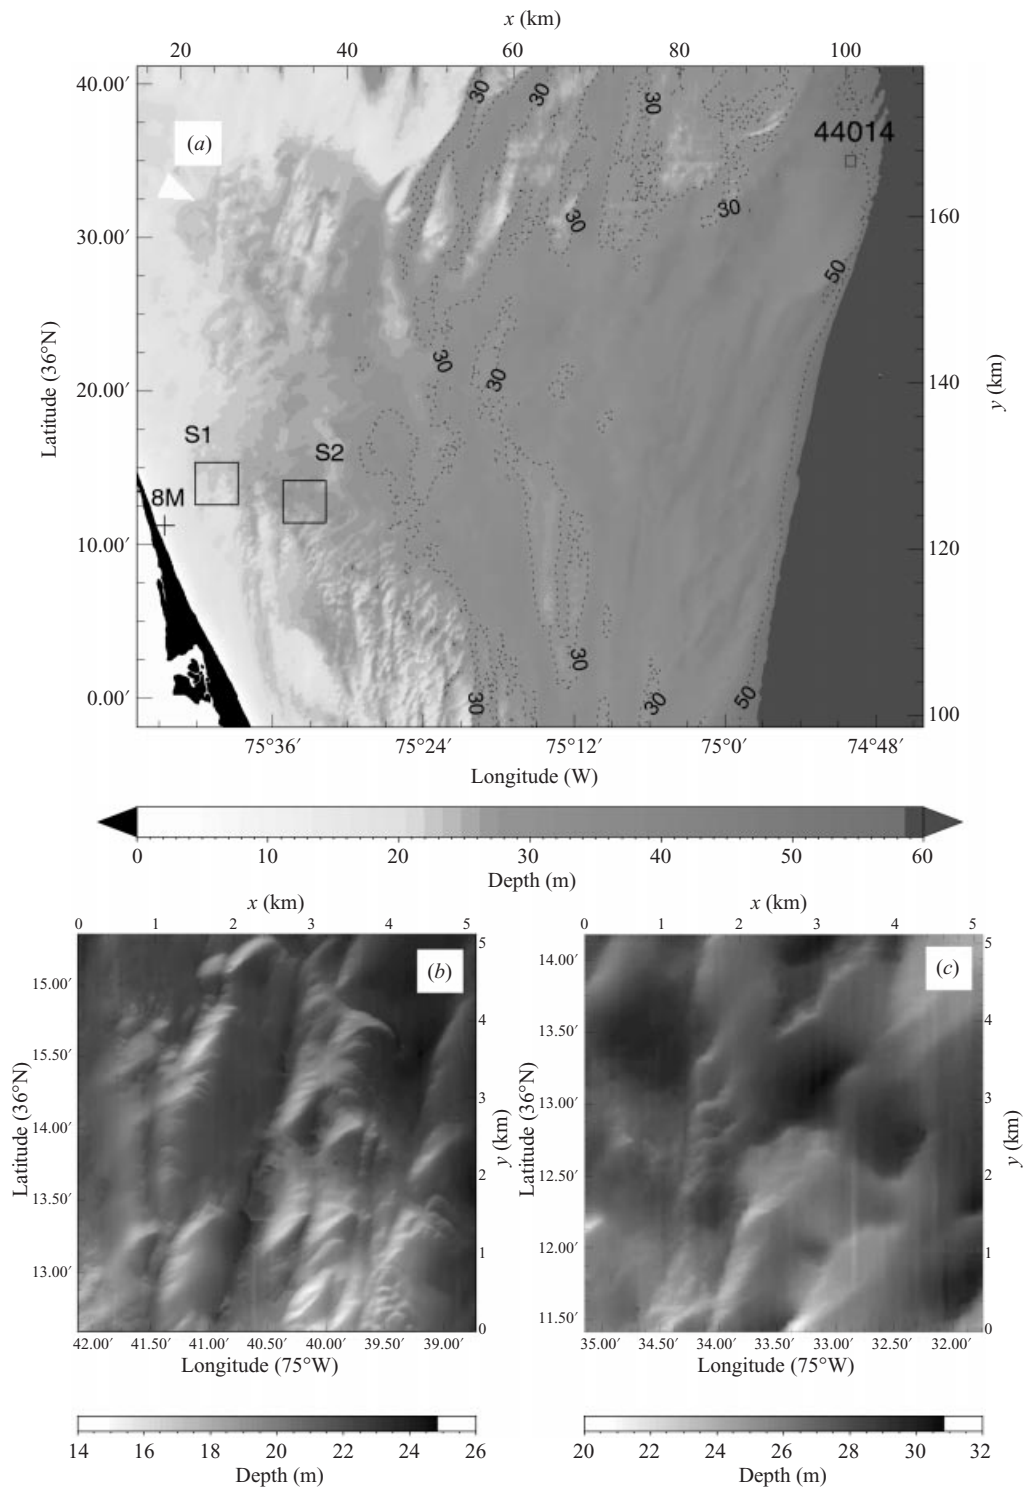 x (km)
20 40 60 80 100
40.00′
30 30 30
44014
(a)
30 30
160
30.00′
50
30
30
20.00′
140
Latitude (36°N)
y (km)
S1
S2
8M
10.00′
120
30
0.00′
30 30 50
100
75°36′ 75°24′ 75°12′ 75°0′ 74°48′
Longitude (W)
0 10 20 30 40 50 60
Depth (m)
x (km)
0 1 2 3 4 5
(b)
5
15.00′
4
15.50′
3
Latitude (36°N)
y (km)
14.00′
2
13.50′
1
13.00′
0
42.00′ 41.50′ 41.00′ 40.50′ 40.00′ 39.50′ 39.00′
Longitude (75°W)
14 16 18 20 22 24 26
Depth (m)
x (km)
0 1 2 3 4 5
(c)
5
14.00′
4
13.50′
3
13.00′
Latitude (36°N)
y (km)
2
12.50′
12.00′
1
11.50′
0
35.00′ 34.50′ 34.00′ 33.50′ 33.00′ 32.50′ 32.00′
Longitude (75°W)
20 22 24 26 28 30 32
Depth (m)